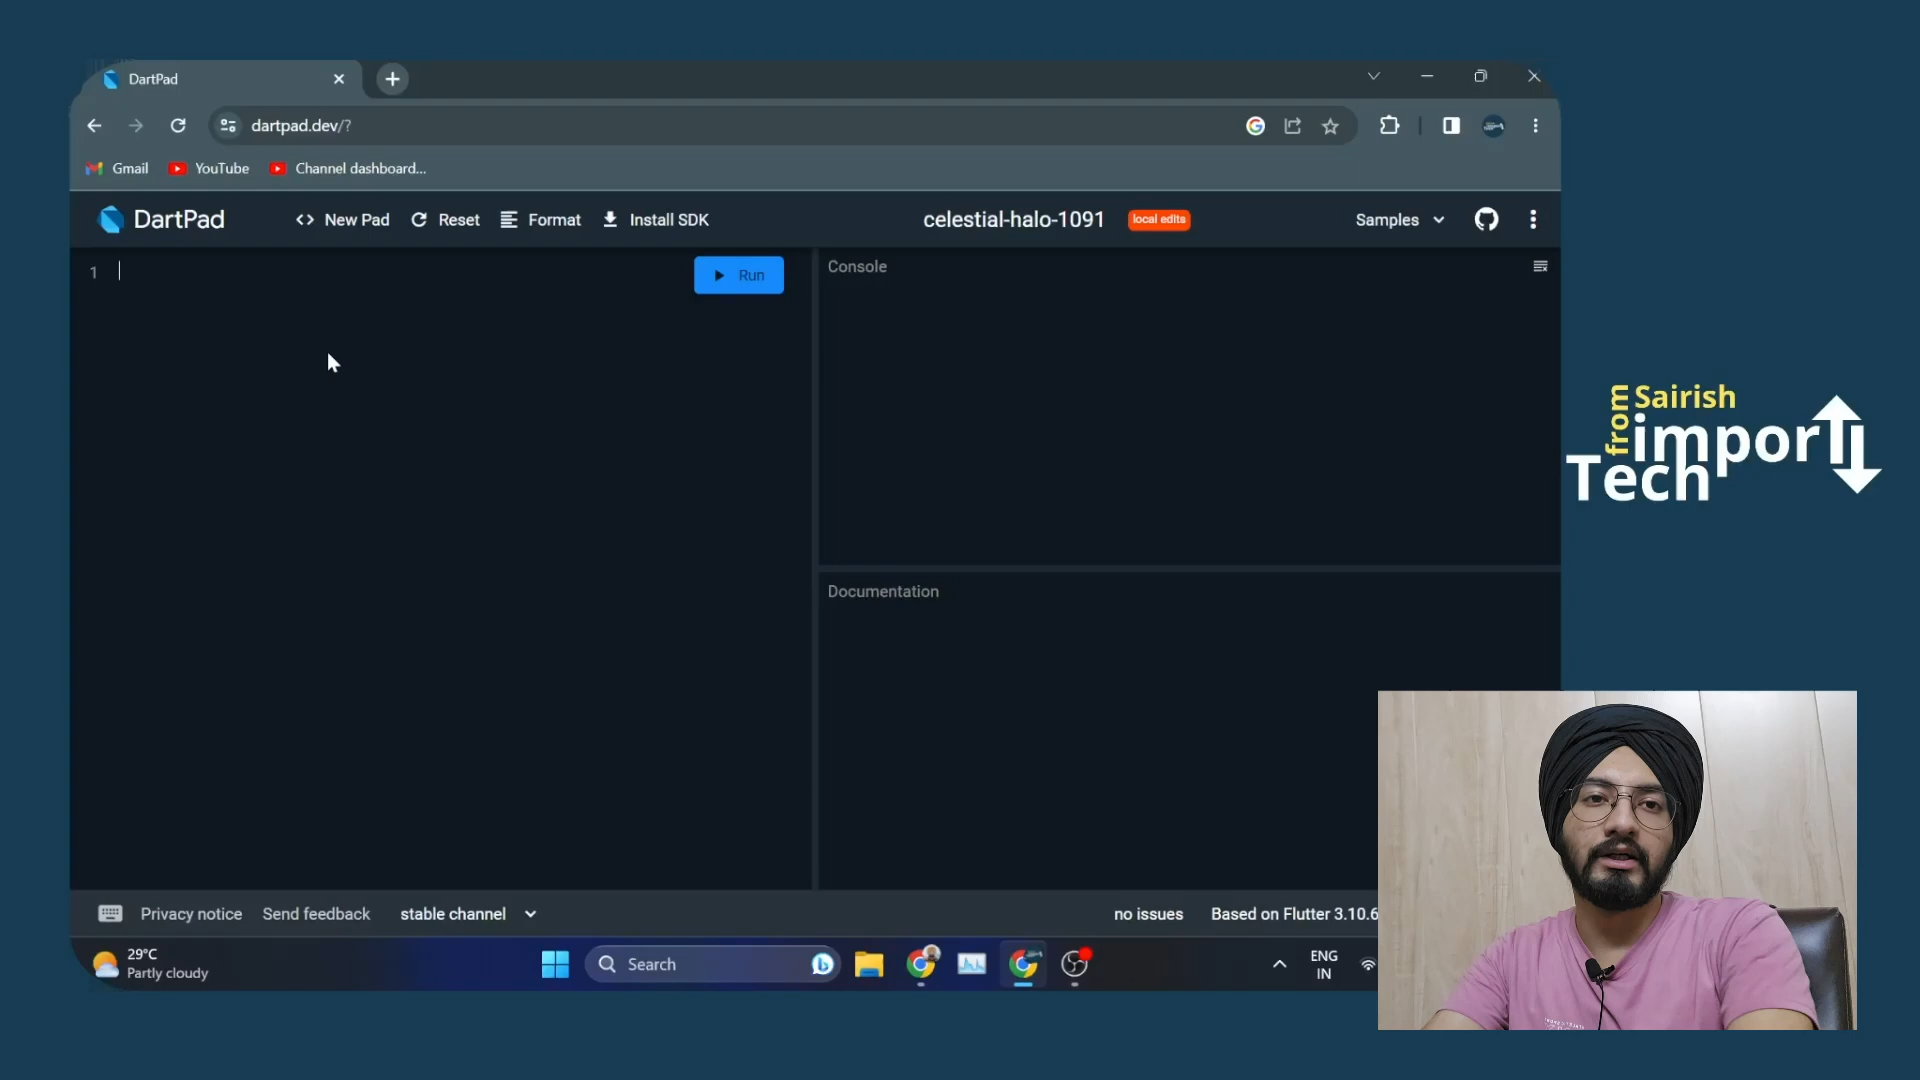 DartPad
dartpad.dev/?
Gmail
YouTube
Channel dashboard...
DartPad
New Pad
Reset
Format
Install SDK
celestial-halo-1091
local edits
Samples
1
Run
Console
Documentation
from
Sairish
import
Tech
Privacy notice
Send feedback
stable channel
no issues
Based on Flutter 3.10.6
29°C
Partly cloudy
Search
ENG
IN